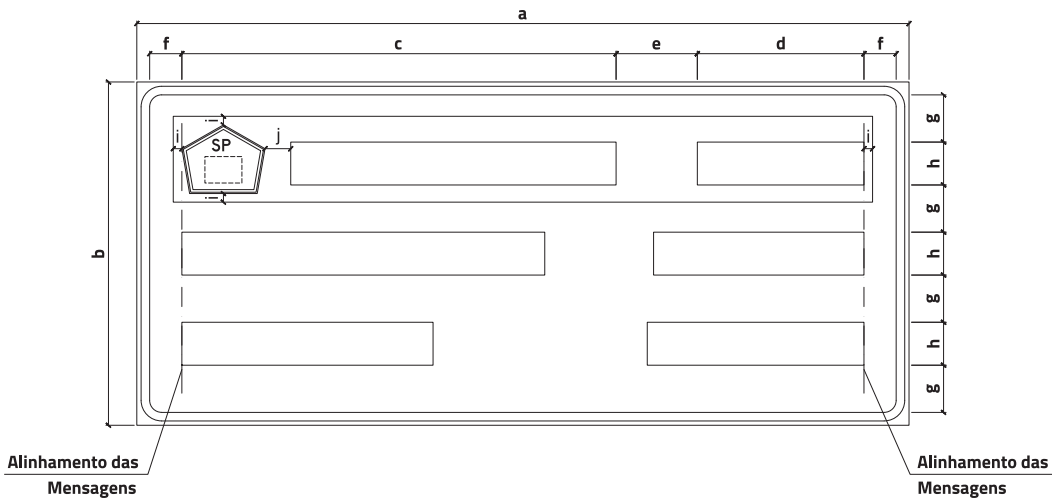 a
f c e d f
g
i i j i
SP
h
i
g
b
h
g
h
g
Alinhamento das
Mensagens
Alinhamento das
Mensagens